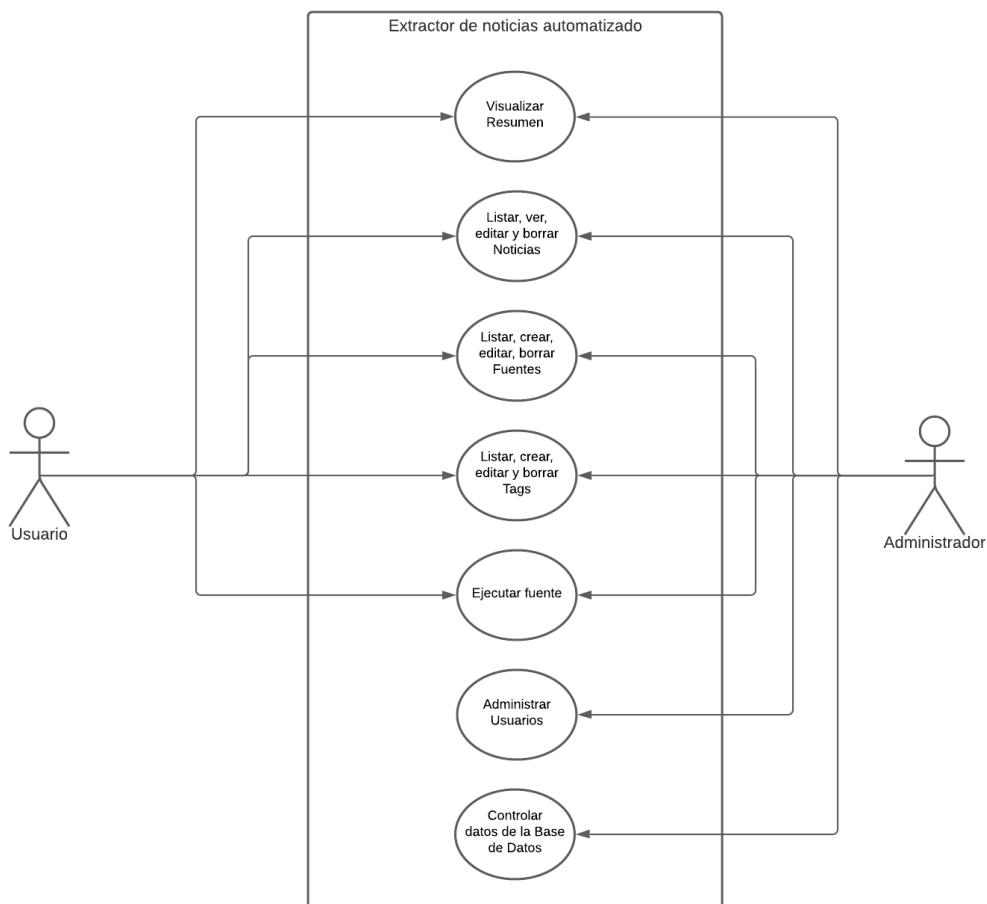 Extractor de noticias automatizado
Visualizar
Resumen
Listar, ver,
editar y borrar
Noticias
Listar, crear,
editar, borrar
Fuentes
Listar, crear,
editar y borrar
Tags
Ejecutar fuente
Administrar
Usuarios
Controlar
datos de la Base
de Datos
Usuario
Administrador